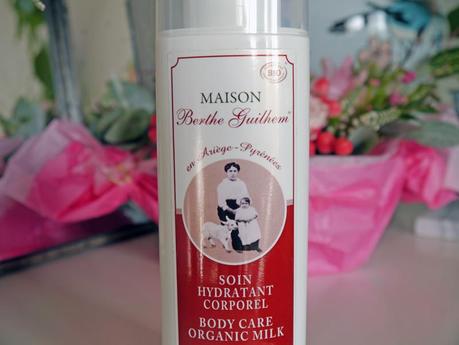 BIO
MAISON
Berthe Guilhem
en Ariège-Pyrénées
SOIN
HYDRATANT
CORPOREL
BODY CARE
ORGANIC MILK